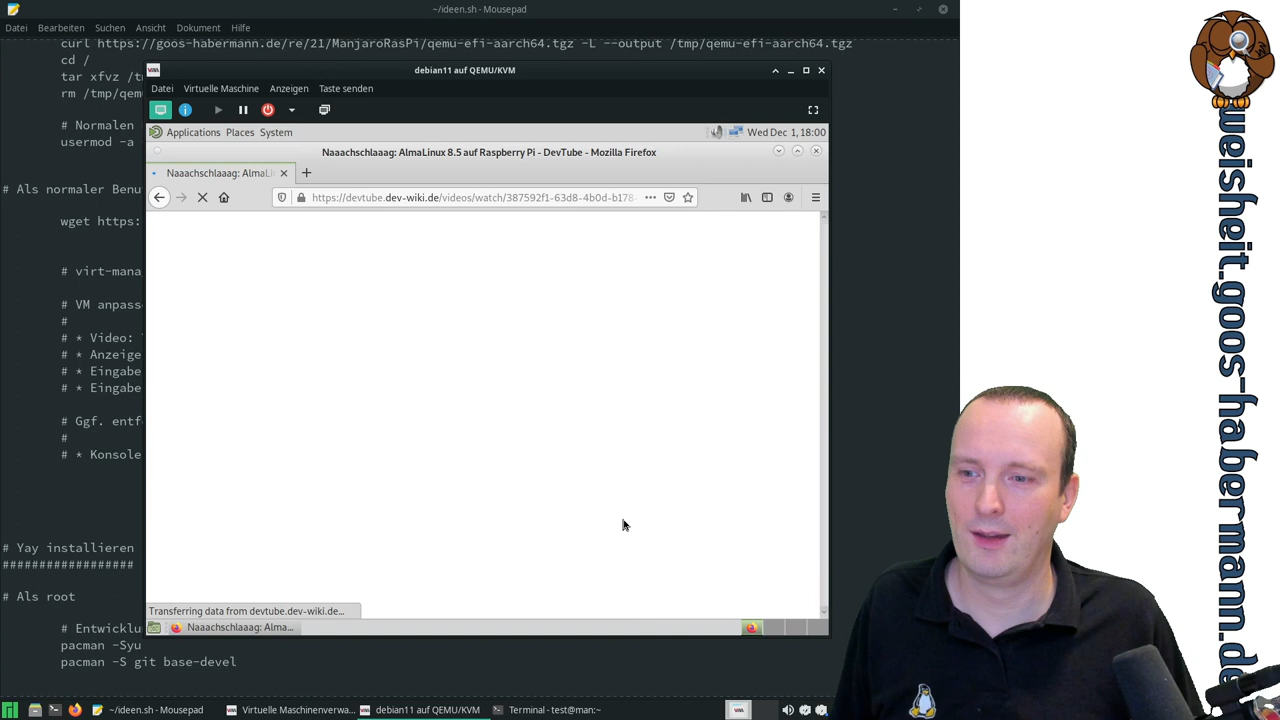 ~/ideen.sh - Mousepad
Datei Bearbeiten Suchen Ansicht Dokument Hilfe
curl https://goos-habermann.de/re/21/ManjaroRasPi/qemu-efi-aarch64.tgz -L --output /tmp/qemu-efi-aarch64.tgz
cd /
tar xfvz /t
rm /tmp/qem
# Normalen
usermod -a
# Als normaler Benu
wget https:
# virt-mana
# VM anpass
#
# * Video:
# * Anzeige
# * Eingabe
# * Eingabe
# Ggf. entf
#
# * Konsole
# Yay installieren
##################
# Als root
# Entwicklu
pacman -Syu
pacman -S git base-devel
debian11 auf QEMU/KVM
Datei Virtuelle Maschine Anzeigen Taste senden
Applications Places System
Wed Dec 1, 18:00
Naaachschlaaag: AlmaLinux 8.5 auf Raspberry Pi - DevTube - Mozilla Firefox
Naaachschlaaag: AlmaLi
https://devtube.dev-wiki.de/videos/watch/387592f1-63d8-4b0d-b178-
Transferring data from devtube.dev-wiki.de…
Naaachschlaaag: Alma...
~/ideen.sh - Mousepad
Virtuelle Maschinenverwa...
debian11 auf QEMU/KVM
Terminal - test@man:~
weisheit.goos-habermann.de